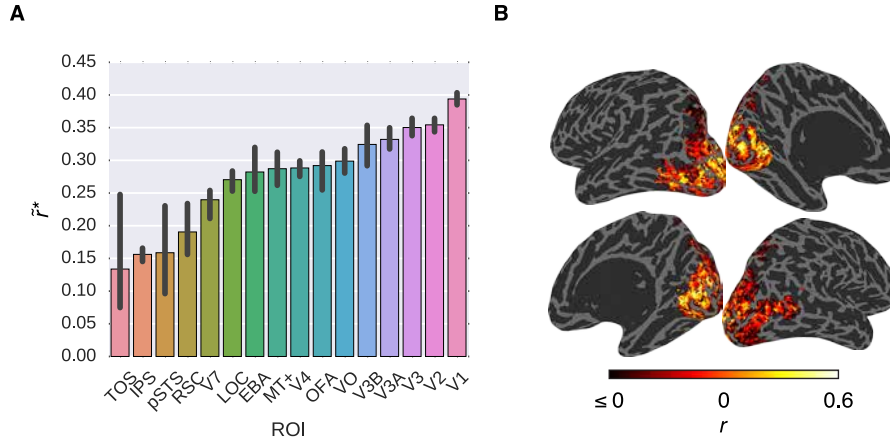 A
B
0.45
0.40
0.35
0.30
0.25
0.20
0.15
0.10
0.05
0.00
r̃*
TOS IPS pSTS RSC V7 LOC EBA MT+ V4 OFA VO V3B V3A V3 V2 V1
ROI
≤ 0 0 0.6
r